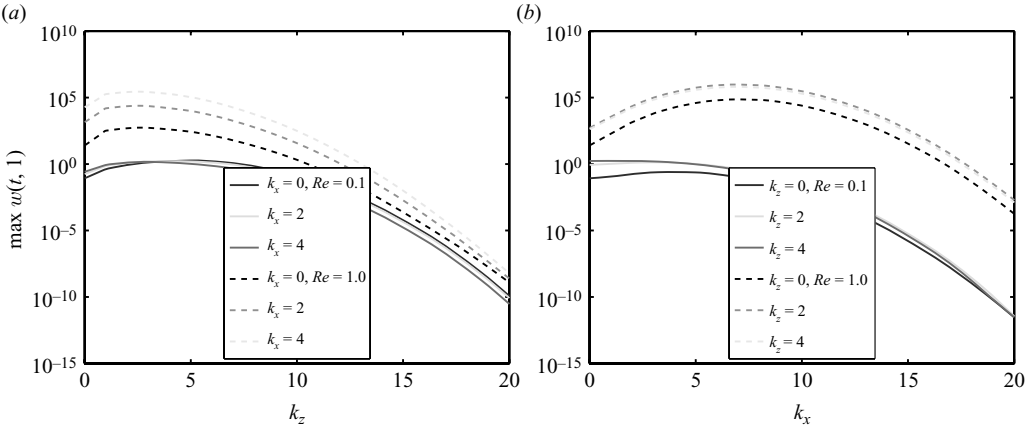 (a)
max w(t, 1)
10^10
10^5
10^0
10^–5
10^–10
10^–15
0
5
10
15
20
k_z
k_x = 0, Re = 0.1
k_x = 2
k_x = 4
k_x = 0, Re = 1.0
k_x = 2
k_x = 4
(b)
10^10
10^5
10^0
10^–5
10^–10
10^–15
0
5
10
15
20
k_x
k_z = 0, Re = 0.1
k_z = 2
k_z = 4
k_z = 0, Re = 1.0
k_z = 2
k_z = 4